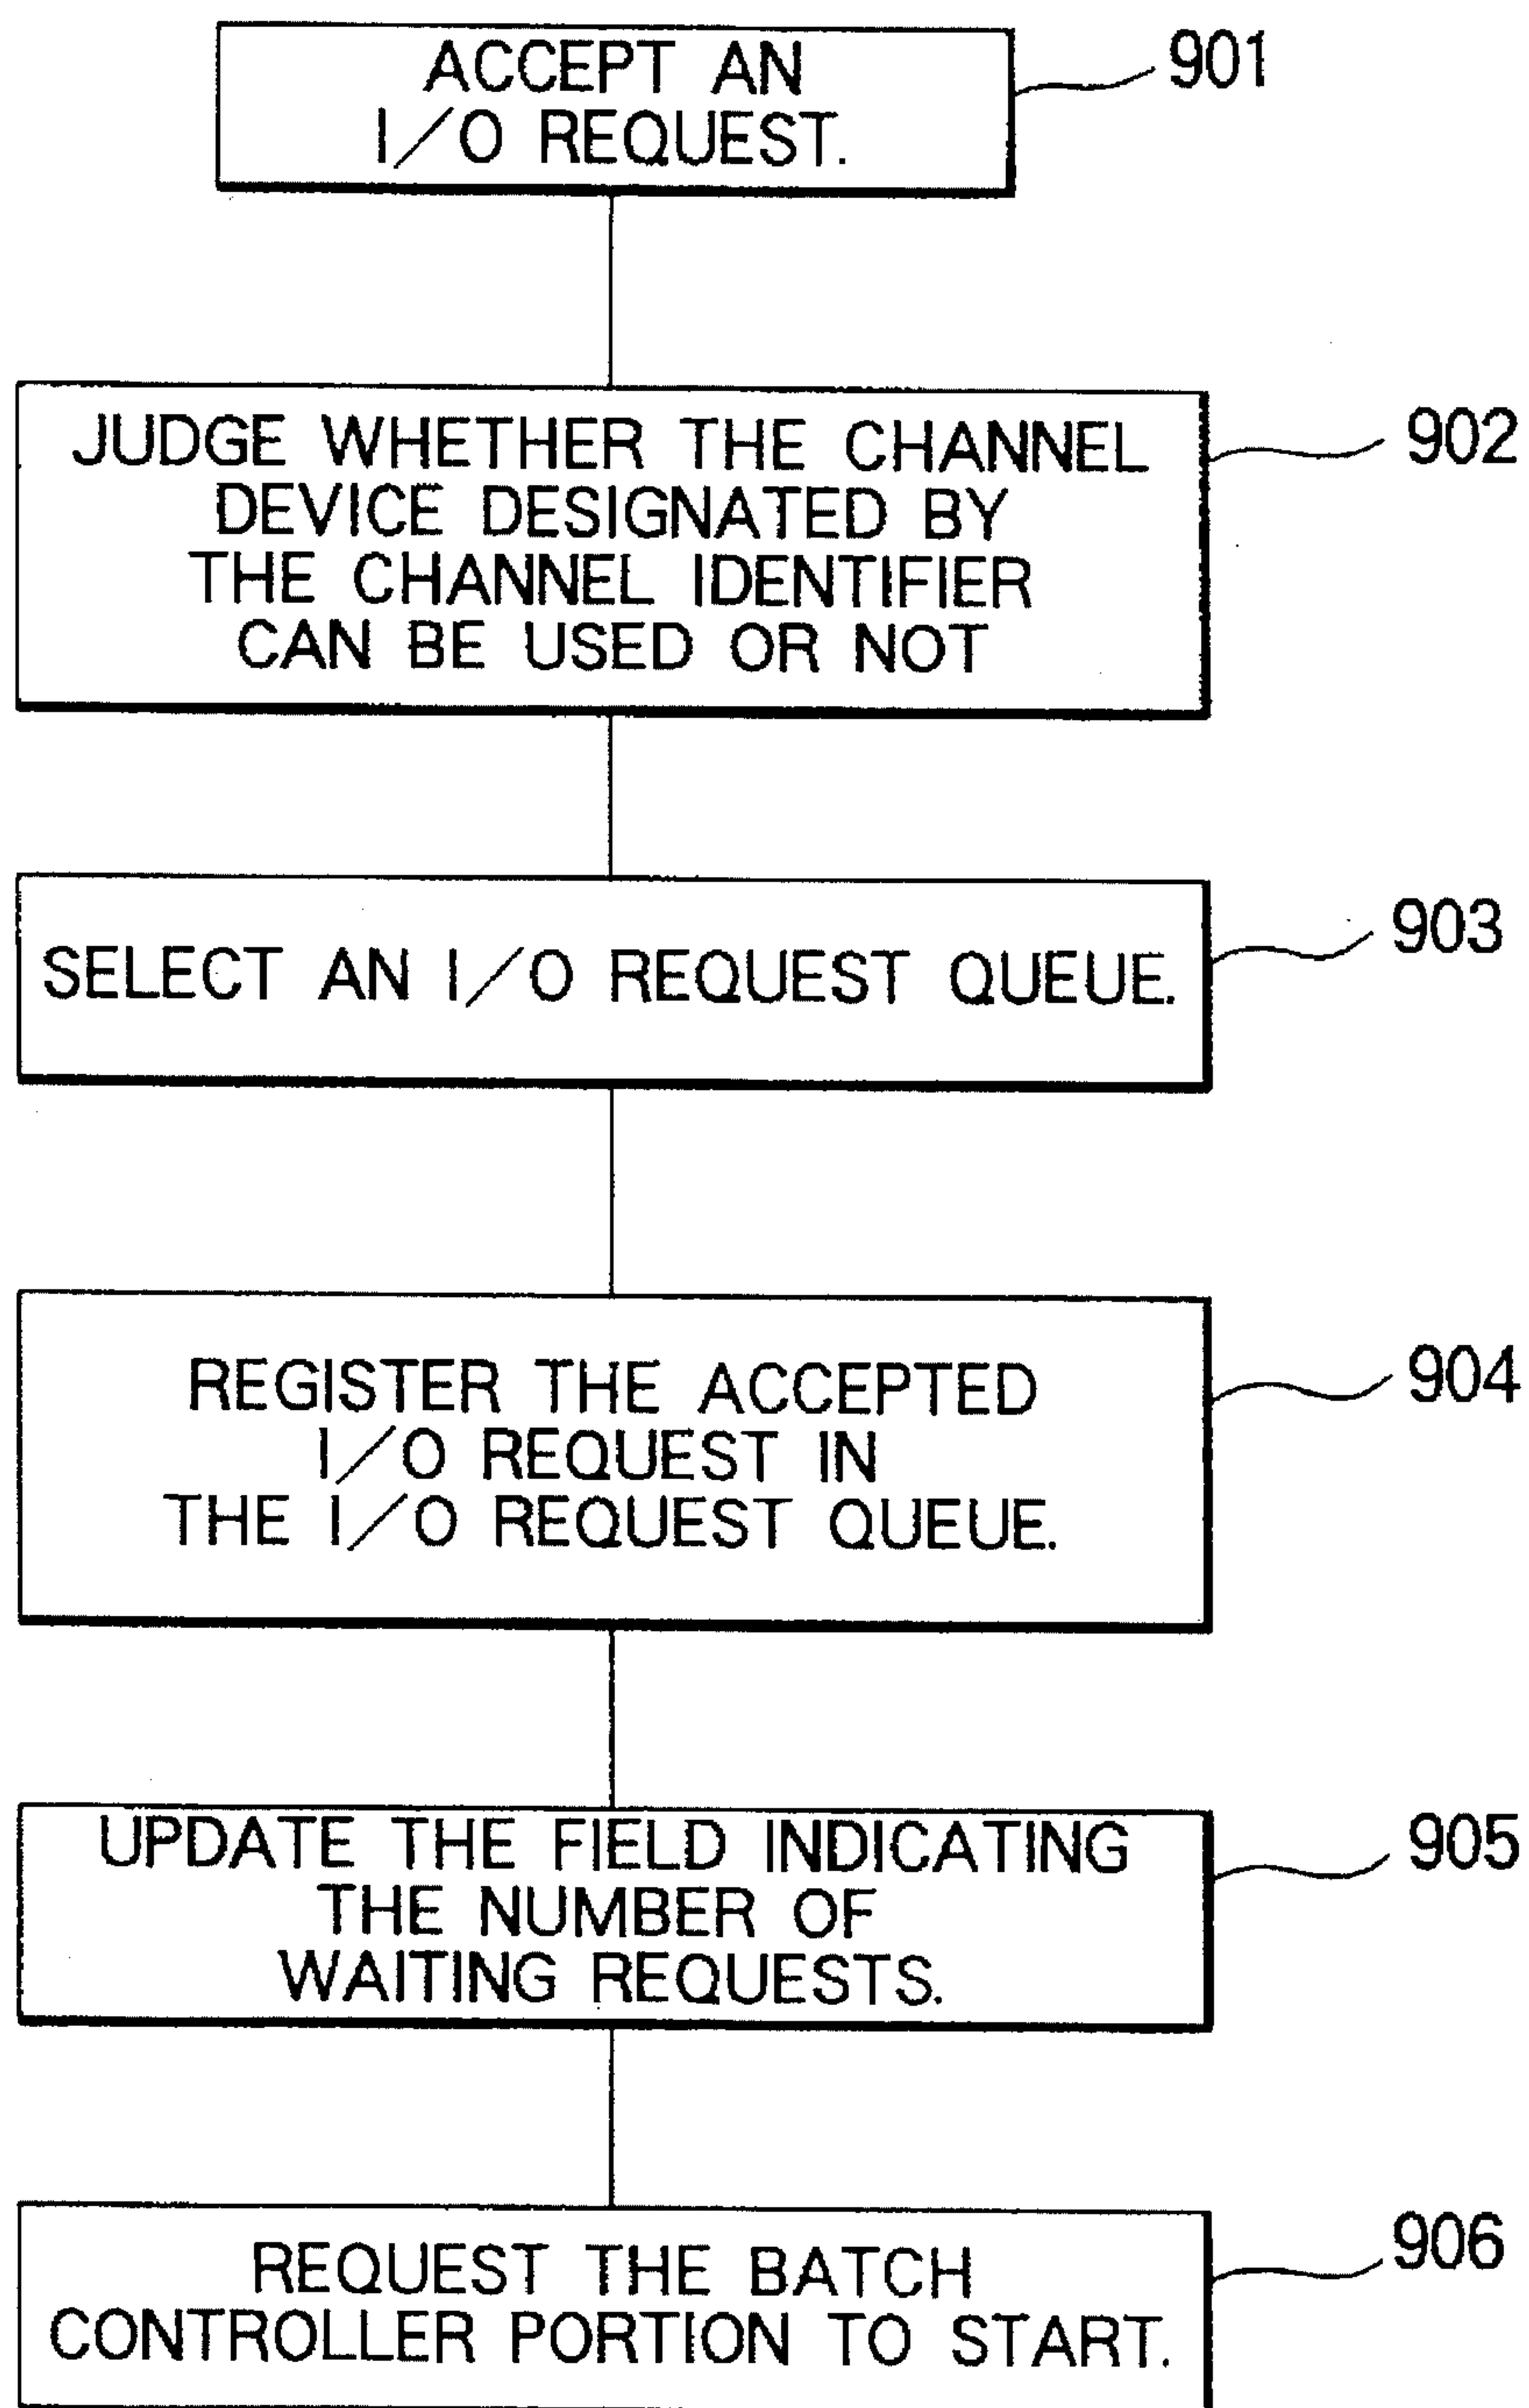 ACCEPT AN
I/O REQUEST.
901
JUDGE WHETHER THE CHANNEL
DEVICE DESIGNATED BY
THE CHANNEL IDENTIFIER
CAN BE USED OR NOT
902
SELECT AN I/O REQUEST QUEUE.
903
REGISTER THE ACCEPTED
I/O REQUEST IN
THE I/O REQUEST QUEUE.
904
UPDATE THE FIELD INDICATING
THE NUMBER OF
WAITING REQUESTS.
905
REQUEST THE BATCH
CONTROLLER PORTION TO START.
906